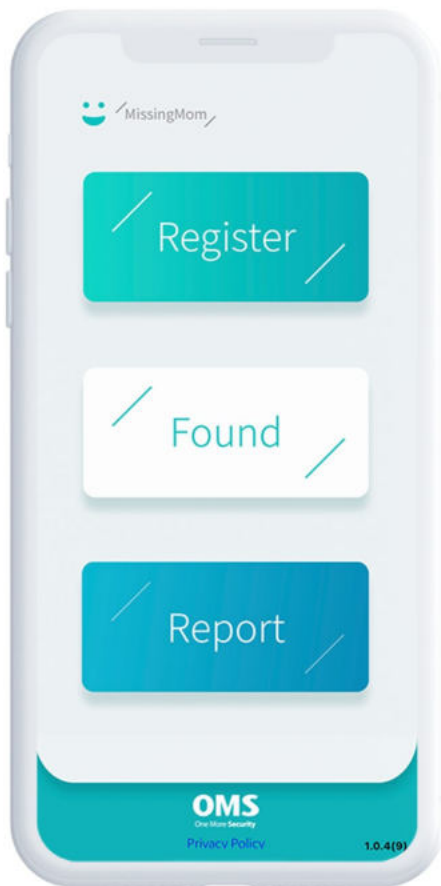 MissingMom
Register
Found
Report
OMS
One More Security
Privacy Policy
1.0.4(9)